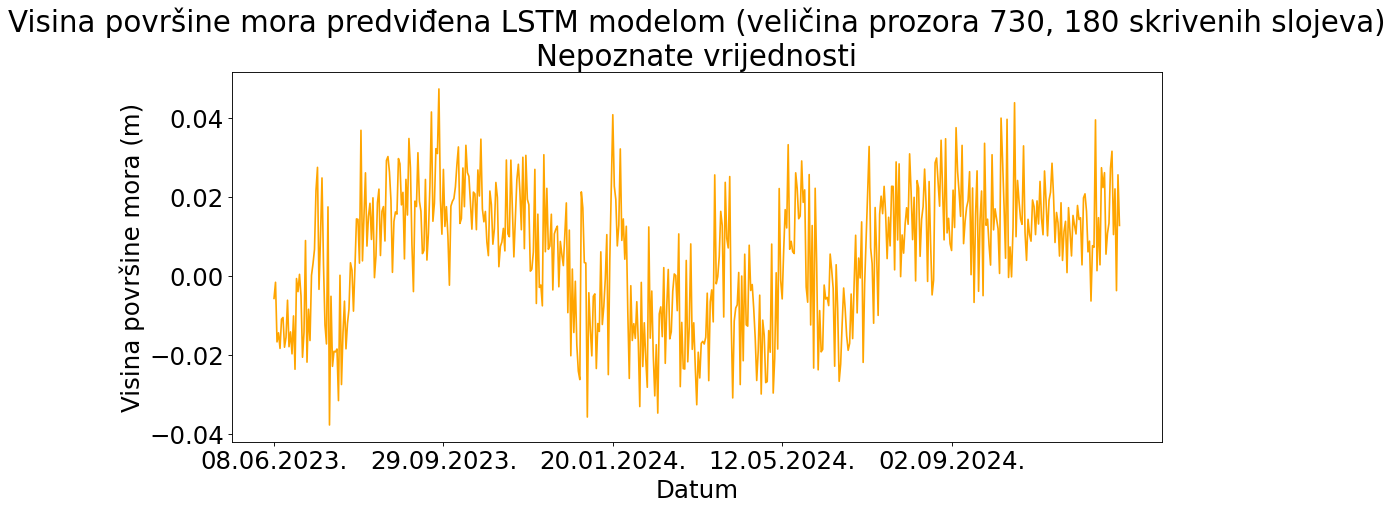 Visina površine mora predviđena LSTM modelom (veličina prozora 730, 180 skrivenih slojeva)
Nepoznate vrijednosti
Visina površine mora (m)
0.04
0.02
0.00
−0.02
−0.04
08.06.2023.
29.09.2023.
20.01.2024.
12.05.2024.
02.09.2024.
Datum